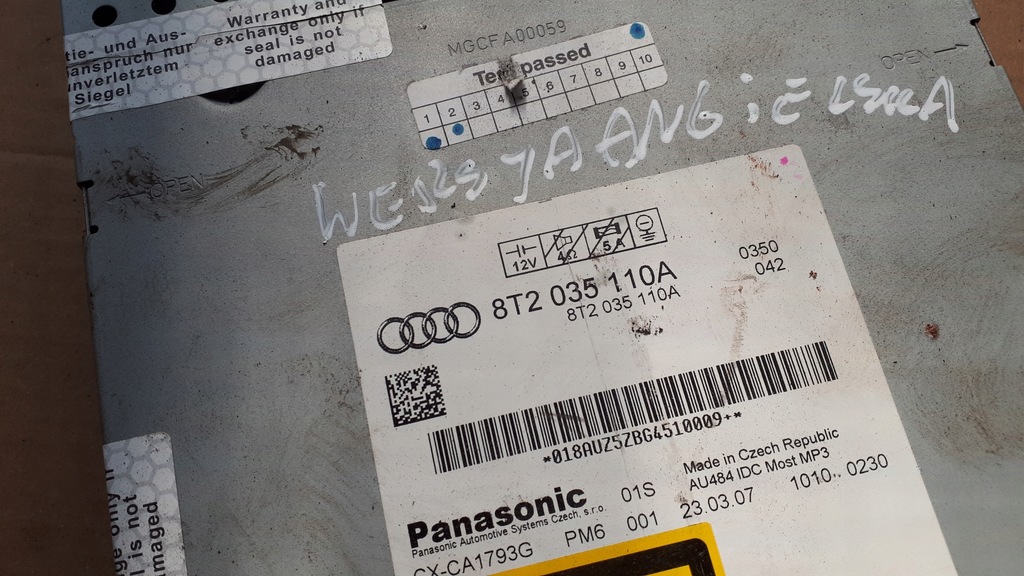 tie- und Aus-
anspruch nur
unverletztem
Siegel
Warranty and
exchange only if
seal is not
damaged
MGCFA00059
passed
1 2 3 4 5 6 7 8 9 10
OPEN
OPEN
YA ANG
12V 4Ω 5A
8T2 035 110A
8T2 035 110A
0350
042
*018AUZ5ZBG4510009+*
Made in Czech Republic
AU484 IDC Most MP3
Panasonic 01S 23.03.07 1010.. 0230
Panasonic Automotive Systems Czech, s.r.o.
CX-CA1793G PM6 001
only if
is not
damaged